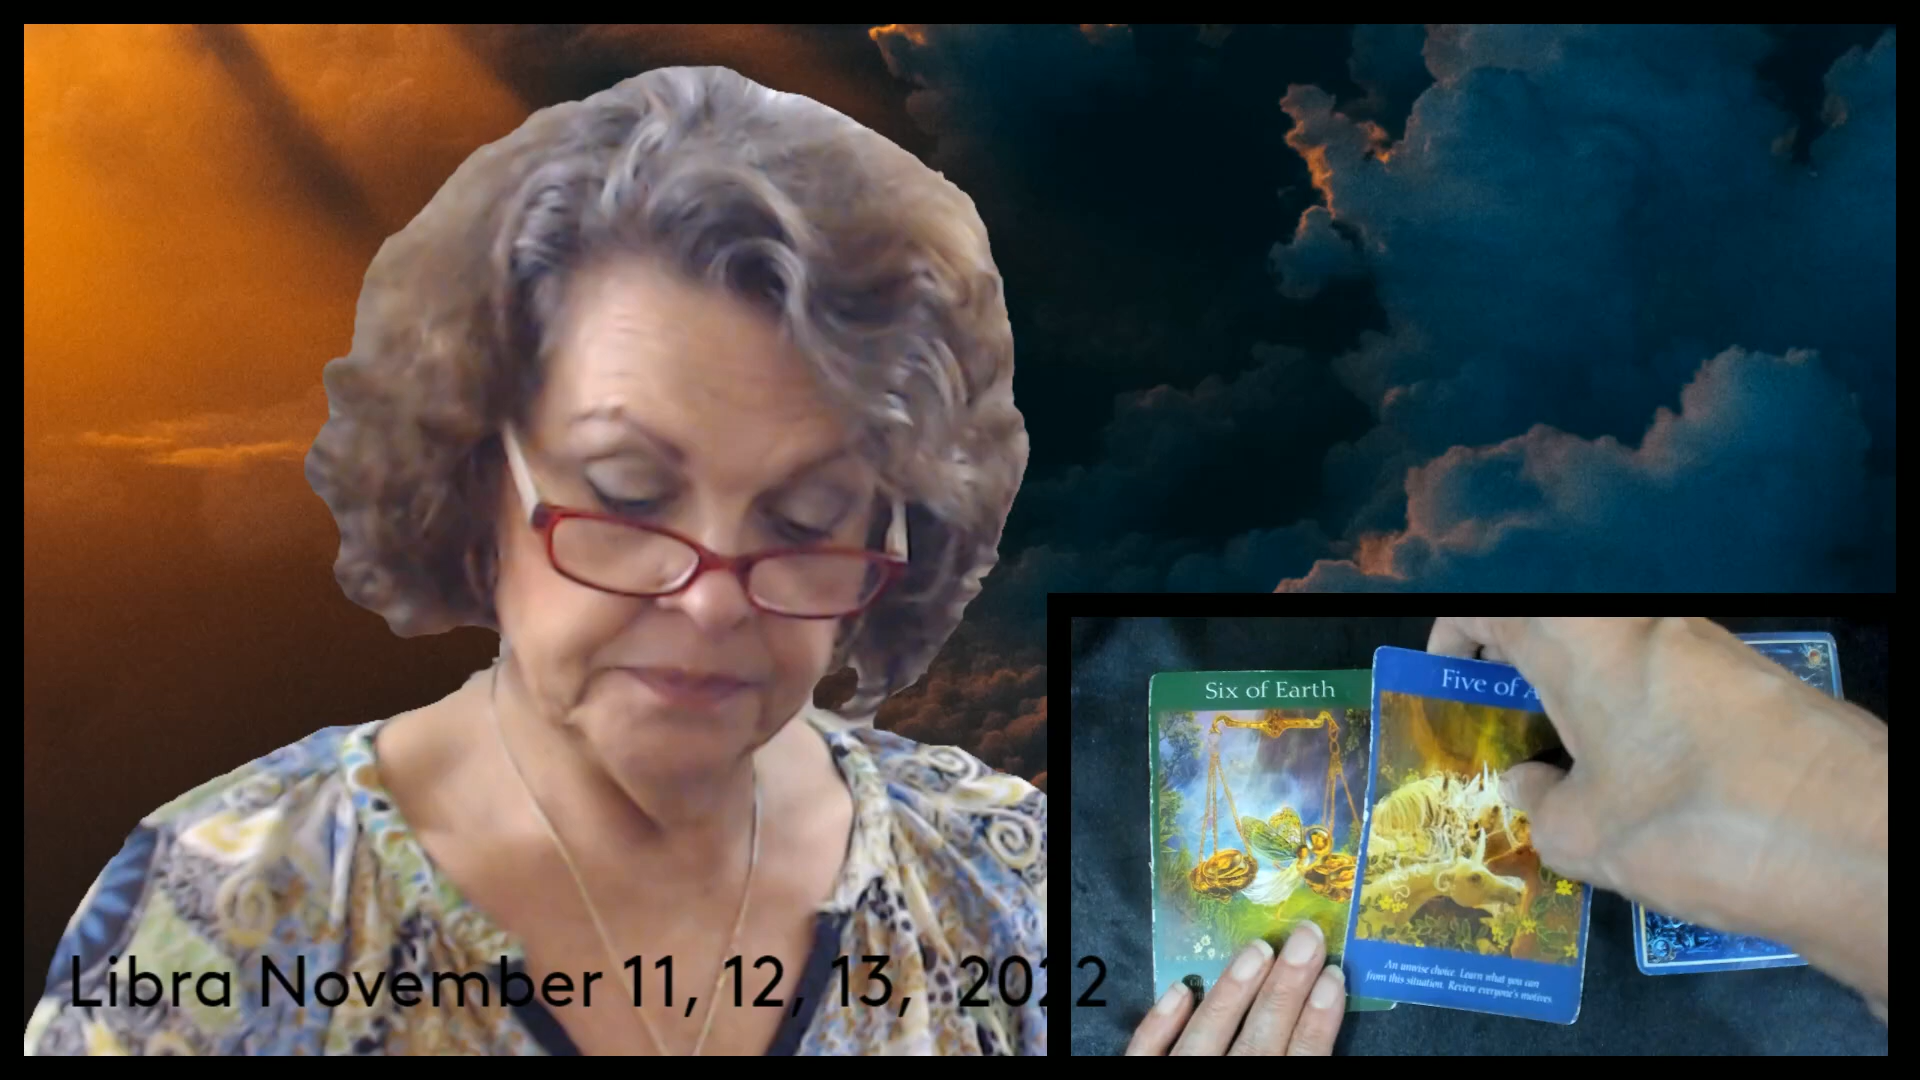 Six of Earth
Five of A
An unwise choice. Learn what you can
from this situation. Review everyone's motives.
Libra November 11, 12, 13, 2022